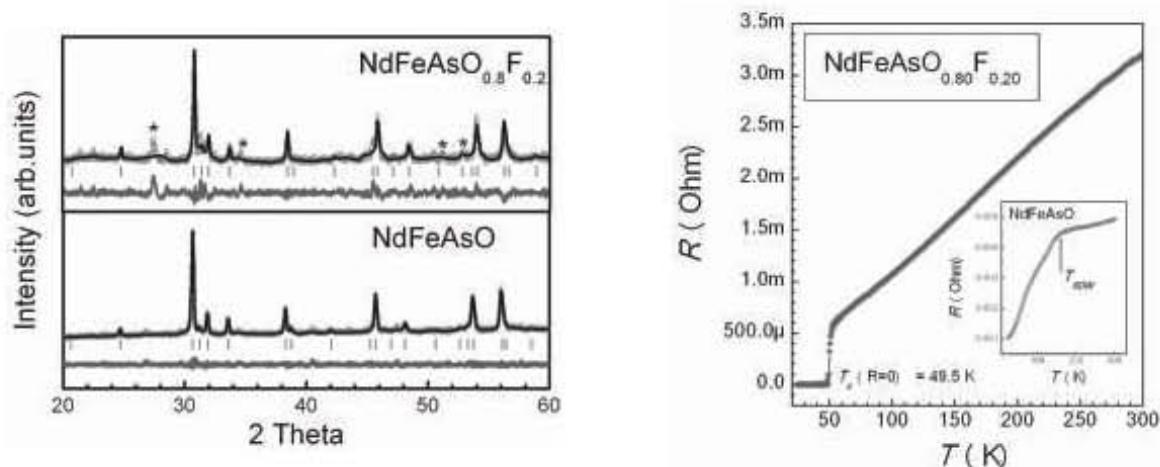 NdFeAsO0.8F0.2
*
*
*
*
NdFeAsO
Intensity (arb.units)
20
30
40
50
60
2 Theta
3.5m
3.0m
2.5m
2.0m
1.5m
1.0m
500.0μ
0.0
R ( Ohm)
NdFeAsO0.80F0.20
NdFeAsO
R ( Ohm)
Tsdw
T ( K)
Tc ( R=0) = 49.5 K
50
100
150
200
250
300
T ( K)